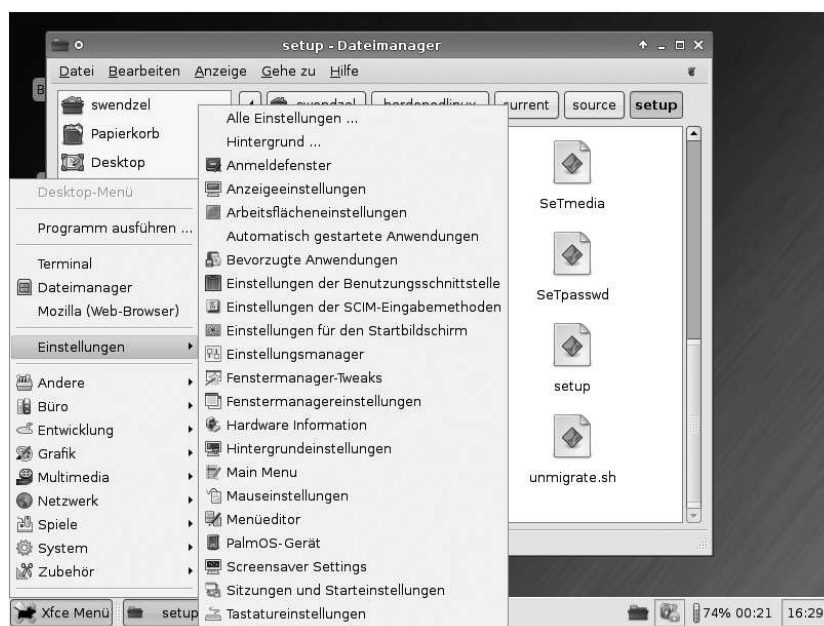 setup - Dateimanager
Datei Bearbeiten Anzeige Gehe zu Hilfe
swendzel
Papierkorb
Desktop
swendzel hardenedlinux current source setup
SeTmedia
SeTpasswd
setup
unmigrate.sh
Desktop-Menü
Programm ausführen ...
Terminal
Dateimanager
Mozilla (Web-Browser)
Einstellungen
Andere
Büro
Entwicklung
Grafik
Multimedia
Netzwerk
Spiele
System
Zubehör
Alle Einstellungen ...
Hintergrund ...
Anmeldefenster
Anzeigeeinstellungen
Arbeitsflächeneinstellungen
Automatisch gestartete Anwendungen
Bevorzugte Anwendungen
Einstellungen der Benutzungsschnittstelle
Einstellungen der SCIM-Eingabemethoden
Einstellungen für den Startbildschirm
Einstellungsmanager
Fenstermanager-Tweaks
Fenstermanagereinstellungen
Hardware Information
Hintergrundeinstellungen
Main Menu
Mauseinstellungen
Menüeditor
PalmOS-Gerät
Screensaver Settings
Sitzungen und Starteinstellungen
Tastatureinstellungen
Xfce Menü setup 74% 00:21 16:29